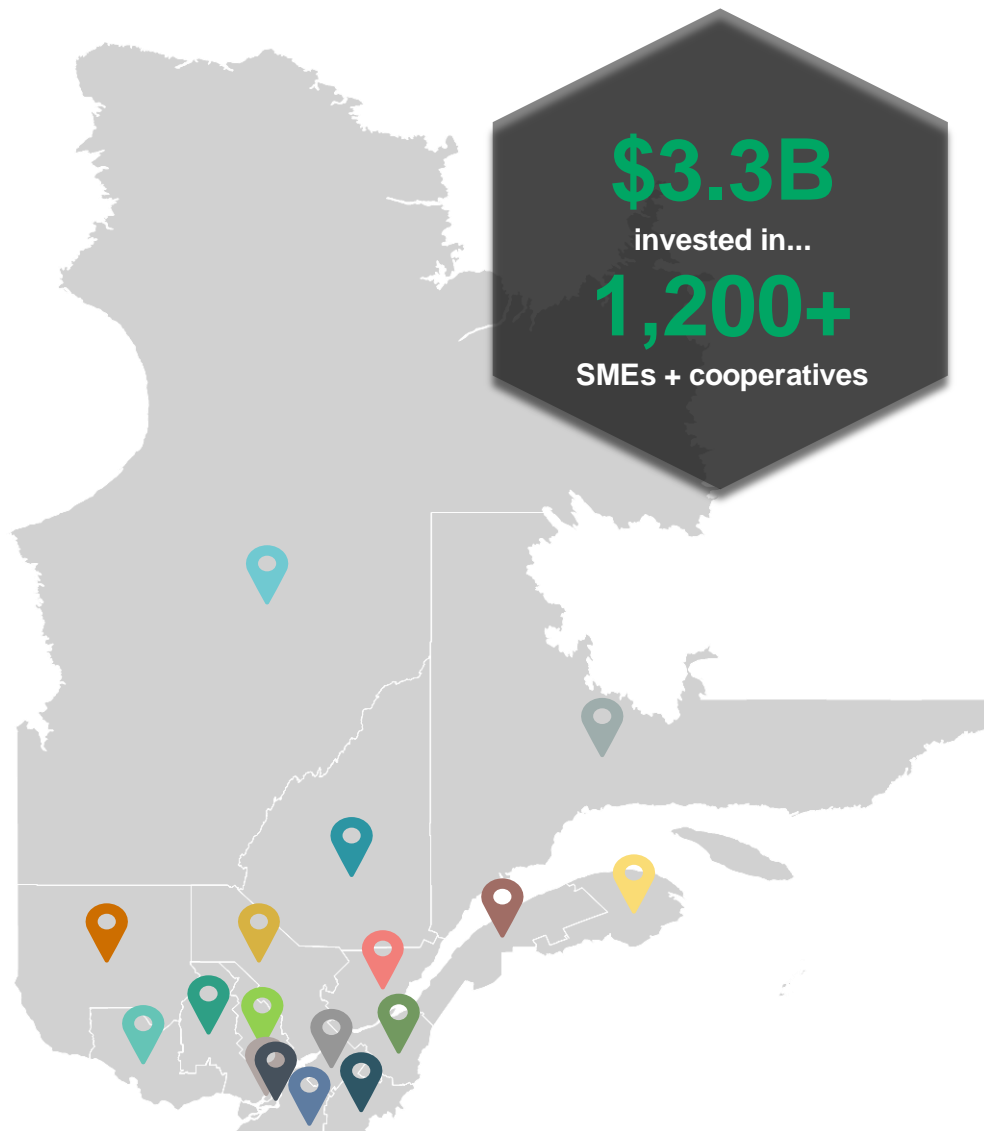 $3.3B
invested in...
1,200+
SMEs + cooperatives